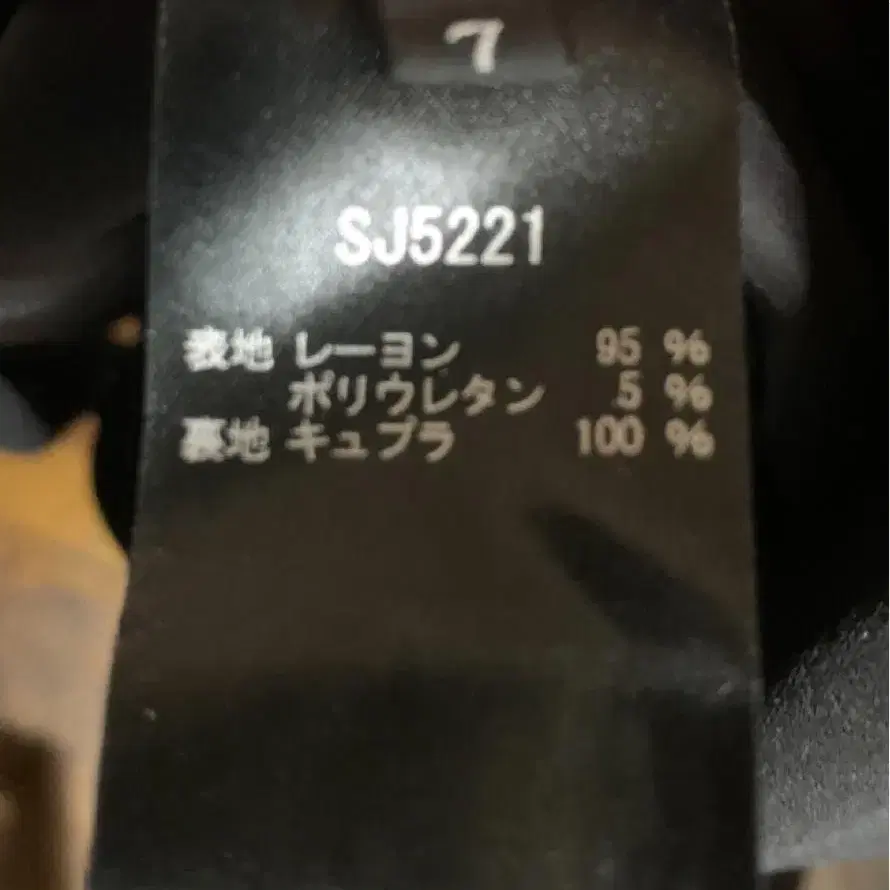 7
SJ5221
表地 レーヨン 95 %
ポリウレタン 5 %
裏地 キュプラ 100 %